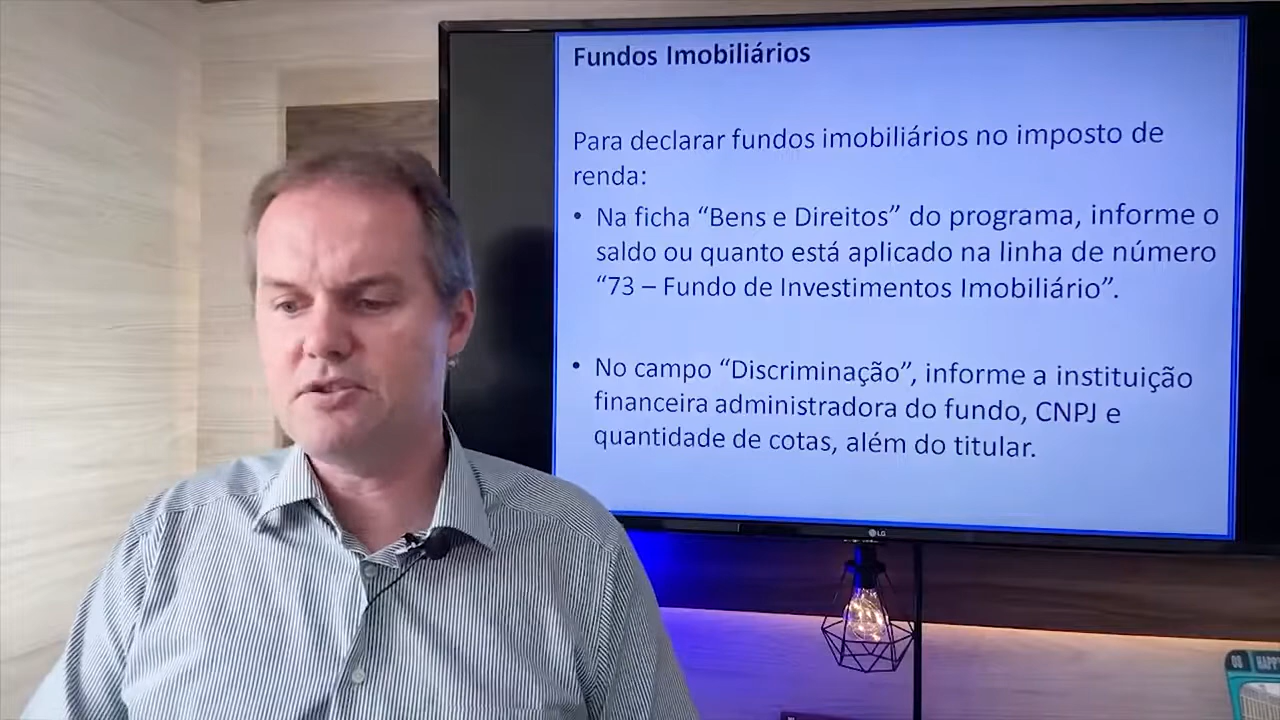 Fundos Imobiliários
Para declarar fundos imobiliários no imposto de
renda:
• Na ficha “Bens e Direitos” do programa, informe o
saldo ou quanto está aplicado na linha de número
“73 – Fundo de Investimentos Imobiliário”.
• No campo “Discriminação”, informe a instituição
financeira administradora do fundo, CNPJ e
quantidade de cotas, além do titular.
LG